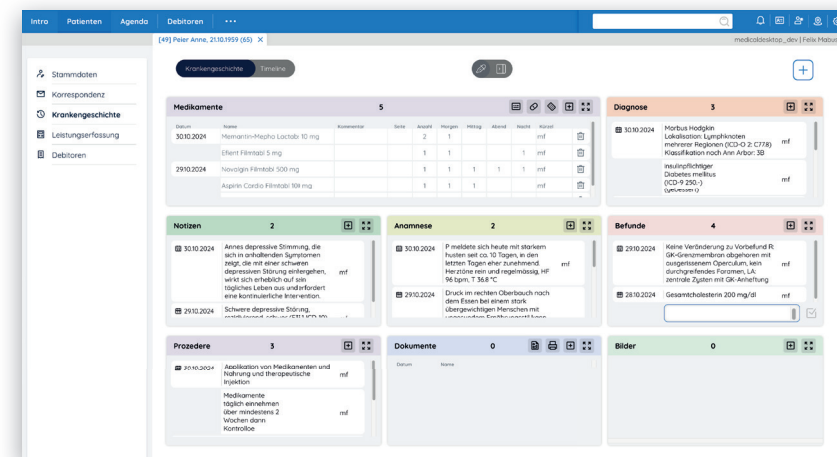 Intro Patienten Agenda Debitoren ...
[49] Peier Anne, 21.10.1959 (65) X
medicaldesktop_dev | Felix Mabus
Stammdaten
Korrespondenz
Krankengeschichte
Leistungserfassung
Debitoren
Krankengeschichte Timeline
Medikamente 5
Datum Name Kommentar Seite Anzahl Morgen Mittag Abend Nacht Kürzel
30.10.2024 Memantin-Mepha Lactab 10 mg 2 1 mf
Efient Filmtabl 5 mg 1 1 1 mf
29.10.2024 Novalgin Filmtabl 500 mg 1 1 1 1 1 mf
Aspirin Cardio Filmtabl 100 mg 1 1 1 mf
Diagnose 3
30.10.2024 Morbus Hodgkin
Lokalisation: Lymphknoten
mehrerer Regionen (ICD-O 2: C77.8) mf
Klassifikation nach Ann Arbor: 3B
insulinpflichtiger
Diabetes mellitus
(ICD-9 250.-) mf
(gebessert)
Notizen 2
30.10.2024 Annes depressive Stimmung, die
sich in anhaltenden Symptomen
zeigt, die mit einer schweren
depressiven Störung einhergehen, mf
wirkt sich erheblich auf sein
tägliches Leben aus und erfordert
eine kontinuierliche Intervention.
29.10.2024 Schwere depressive Störung,
Anamnese 2
30.10.2024 P meldete sich heute mit starkem
husten seit ca. 10 Tagen, in den
letzten Tagen eher zunehmend. mf
Herztöne rein und regelmässig, HF
96 bpm, T 36.8 °C
29.10.2024 Druck im rechten Oberbauch nach
dem Essen bei einem stark
übergewichtigen Menschen mit
Befunde 4
29.10.2024 Keine Veränderung zu Vorbefund R:
GK-Grenzmembran abgehoren mit
ausgerissenem Operculum, kein mf
durchgreifendes Foramen, LA:
zentrale Zysten mit GK-Anheftung
28.10.2024 Gesamtcholesterin 200 mg/dl mf
Prozedere 3
30.10.2024 Applikation von Medikanenten und
Nahrung und therapeutische mf
Injektion
Medikamente
täglich einnehmen
über mindestens 2 mf
Wochen dann
Kontrolloe
Dokumente 0
Datum Name
Bilder 0